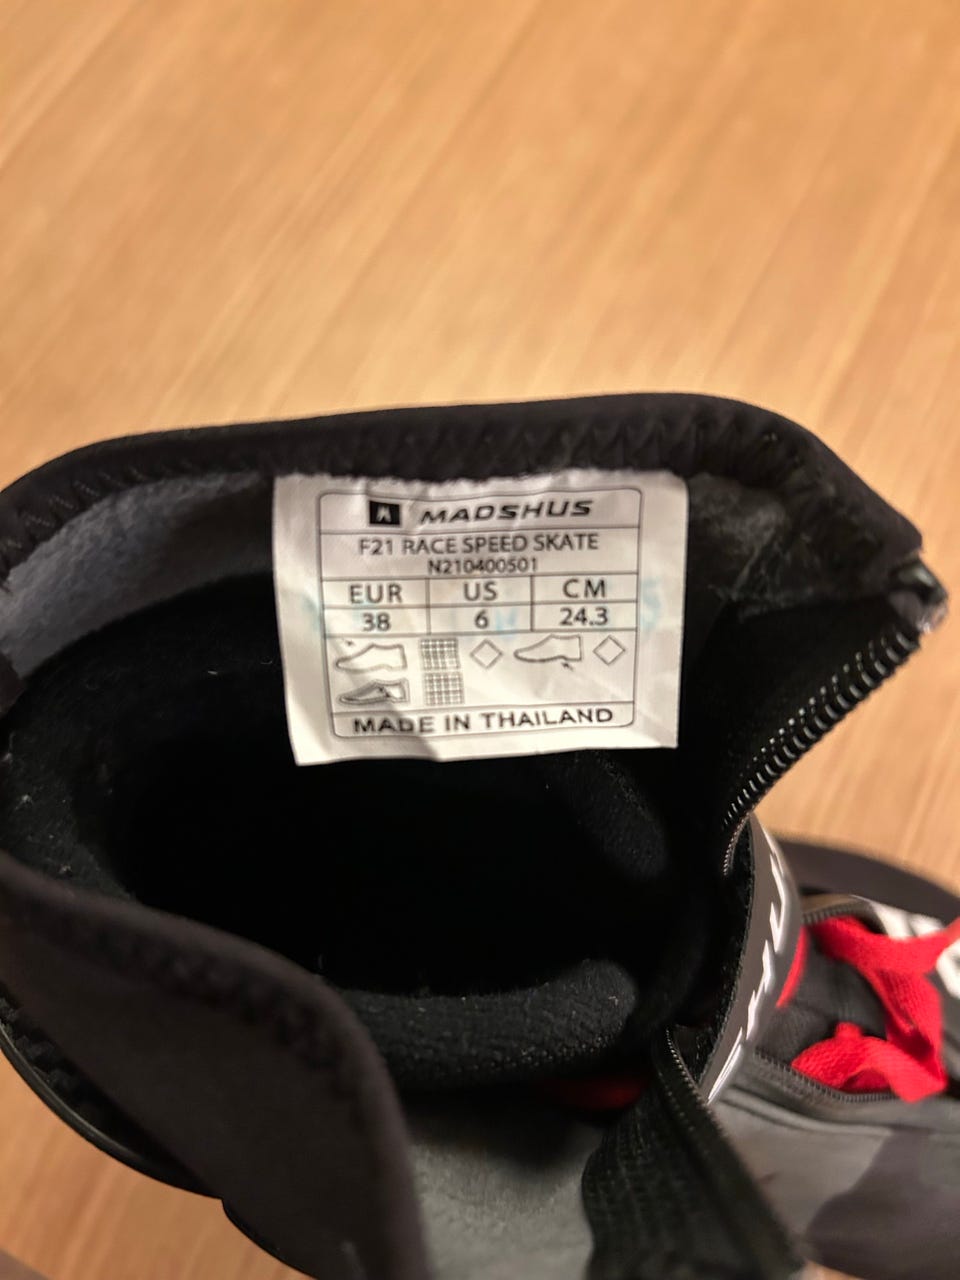 MADSHUS
F21 RACE SPEED SKATE
N210400501
EUR US CM
38 6 24.3
MADE IN THAILAND